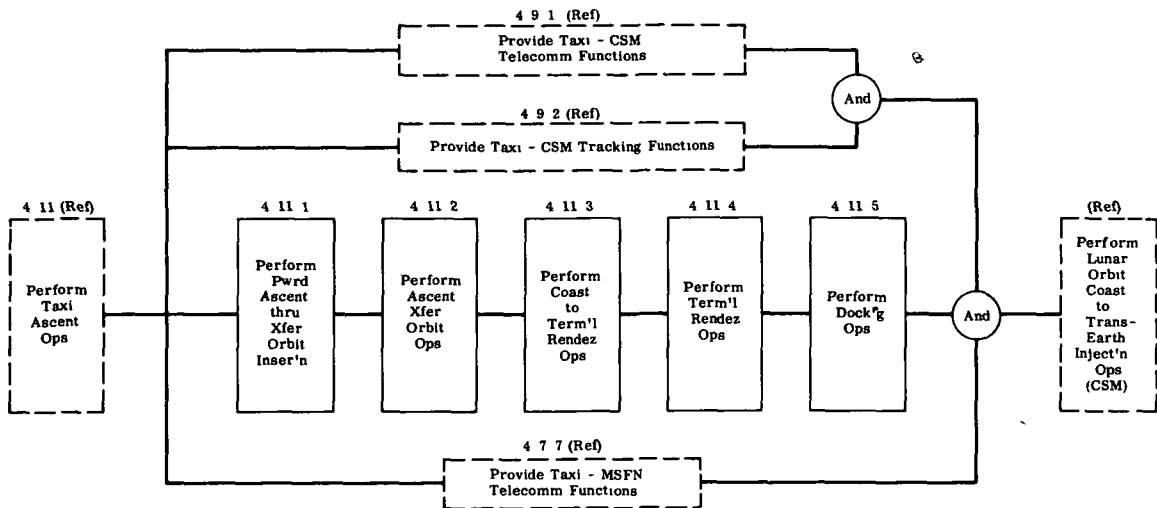 4 9 1 (Ref)
Provide Taxi - CSM
Telecomm Functions
And
4 9 2 (Ref)
Provide Taxi - CSM Tracking Functions
4 11 (Ref)
Perform
Taxi
Ascent
Ops
4 11 1
Perform
Pwrd
Ascent
thru
Xfer
Orbit
Inser'n
4 11 2
Perform
Ascent
Xfer
Orbit
Ops
4 11 3
Perform
Coast
to
Term'l
Rendez
Ops
4 11 4
Perform
Term'l
Rendez
Ops
4 11 5
Perform
Dock'g
Ops
And
(Ref)
Perform
Lunar
Orbit
Coast
to
Trans-
Earth
Inject'n
Ops
(CSM)
4 7 7 (Ref)
Provide Taxi - MSFN
Telecomm Functions